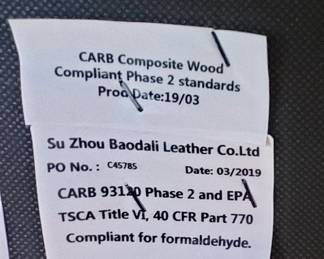 CARB Composite Wood
Compliant Phase 2 standards
Prod Date:19/03
Su Zhou Baodali Leather Co.Ltd
PO No. : C45785 Date: 03/2019
CARB 93120 Phase 2 and EPA
TSCA Title VI, 40 CFR Part 770
Compliant for formaldehyde.